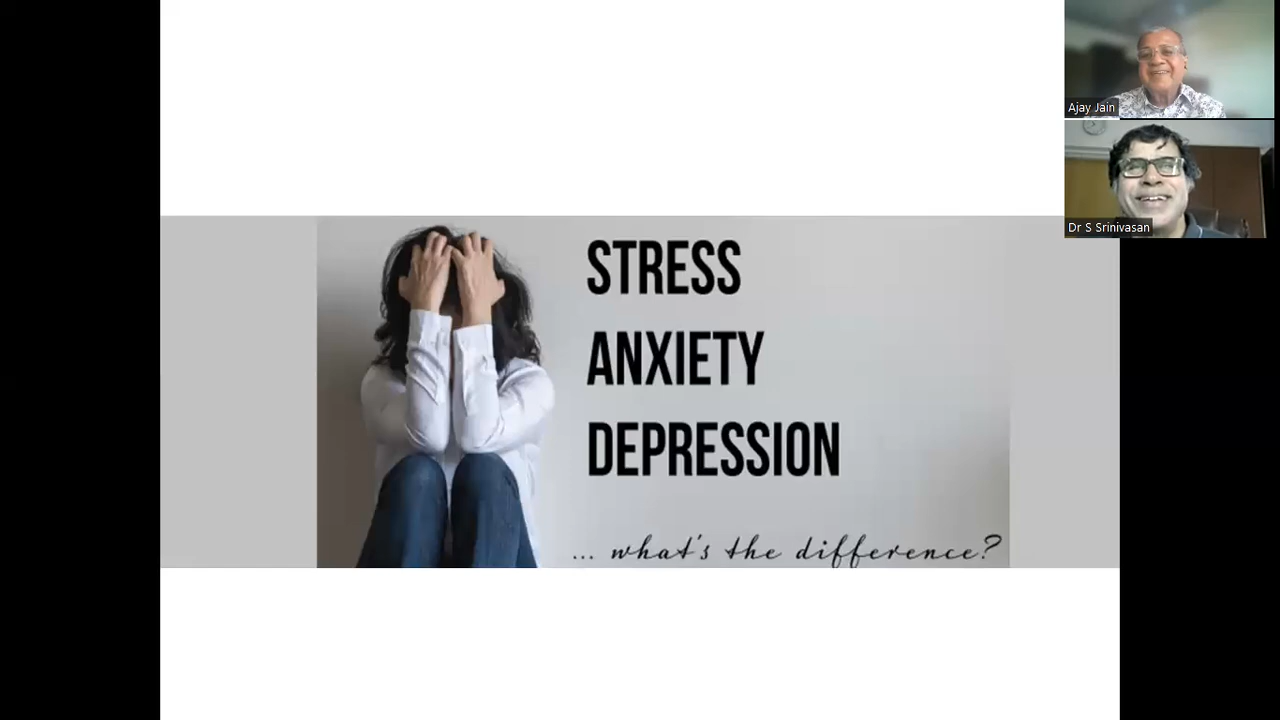 Ajay Jain
Dr S Srinivasan
STRESS
ANXIETY
DEPRESSION
... what's the difference?